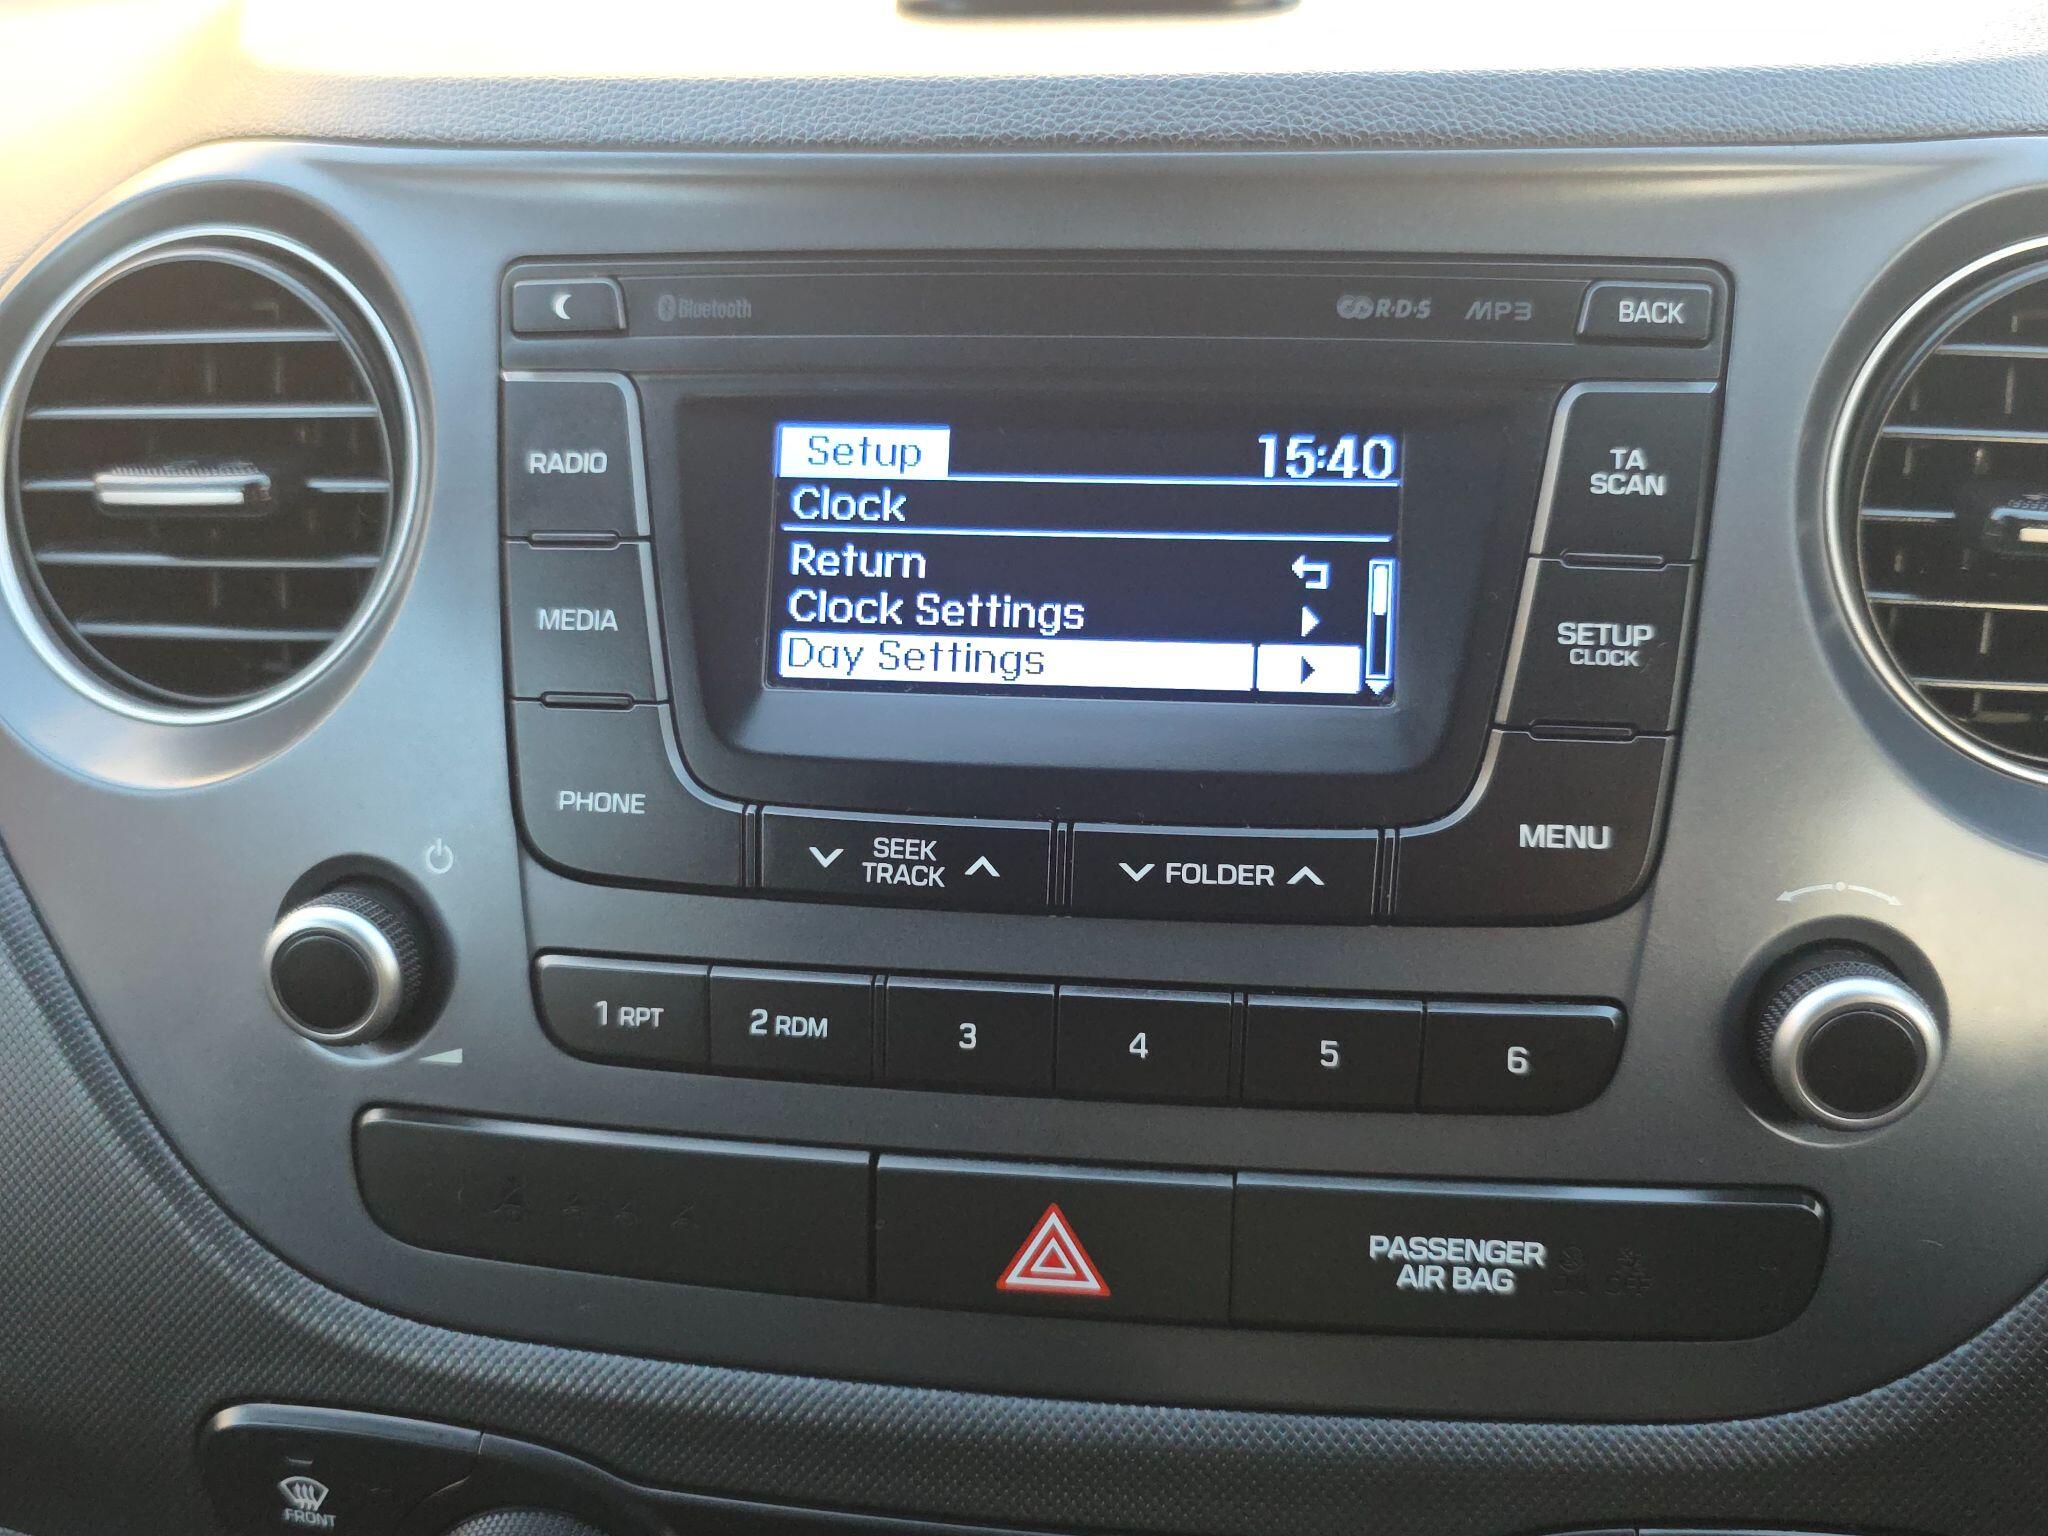 Bluetooth
R·D·S
MP3
BACK
RADIO
MEDIA
PHONE
Setup
15:40
Clock
Return
Clock Settings
Day Settings
TA
SCAN
SETUP
CLOCK
MENU
SEEK
TRACK
FOLDER
1 RPT
2 RDM
3
4
5
6
PASSENGER
AIR BAG
OFF
FRONT